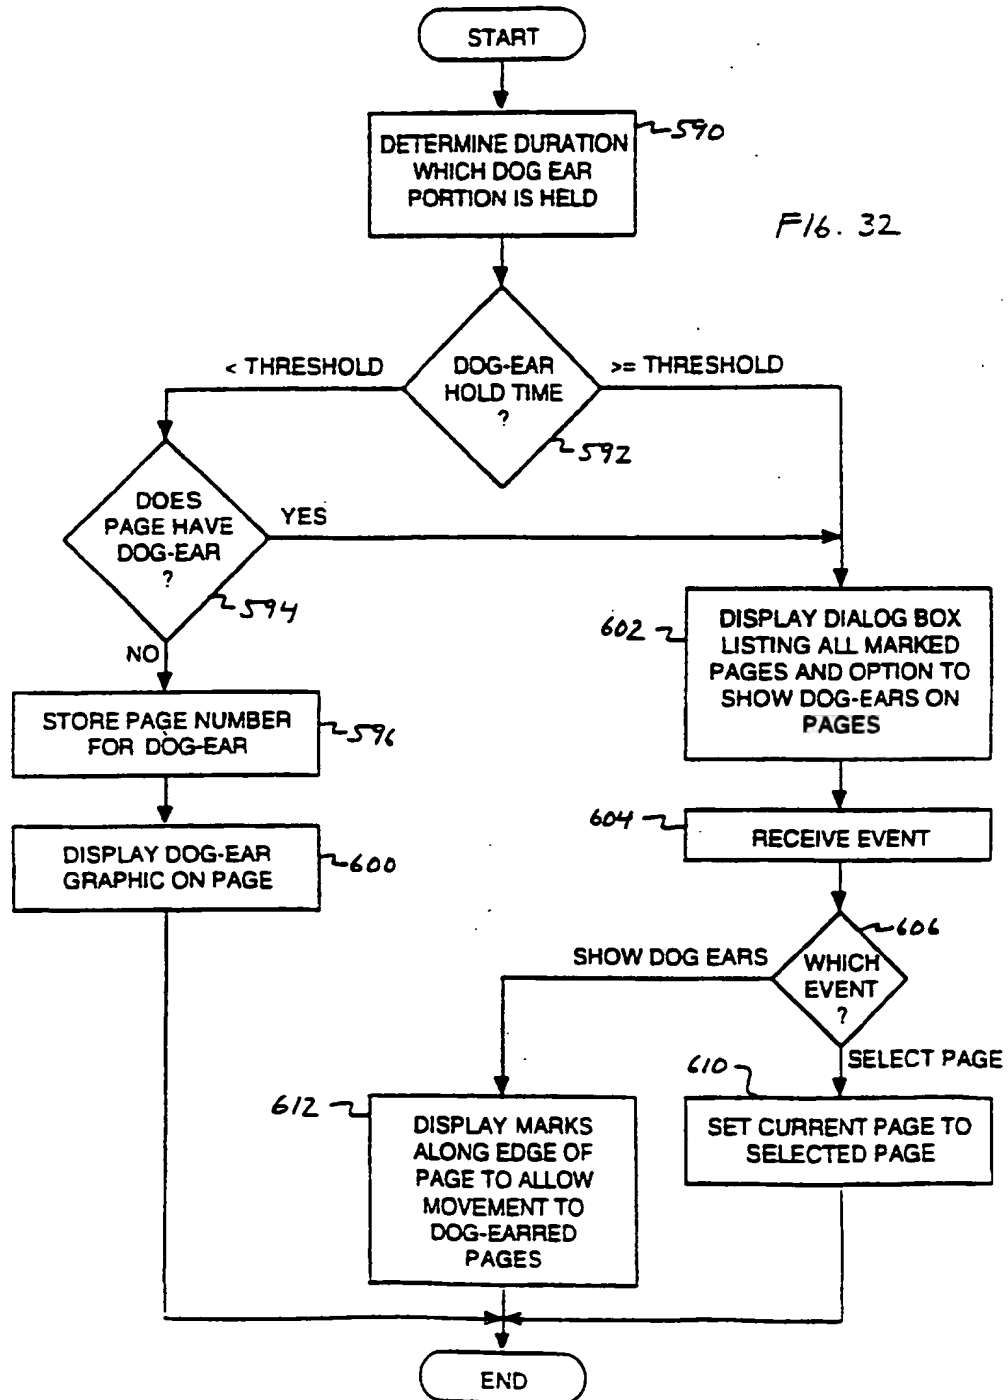 START
DETERMINE DURATION
WHICH DOG EAR
PORTION IS HELD
590
FIG. 32
< THRESHOLD
DOG-EAR
HOLD TIME
?
>= THRESHOLD
592
DOES
PAGE HAVE
DOG-EAR
?
YES
594
NO
602
DISPLAY DIALOG BOX
LISTING ALL MARKED
PAGES AND OPTION TO
SHOW DOG-EARS ON
PAGES
STORE PAGE NUMBER
FOR DOG-EAR
596
604
RECEIVE EVENT
DISPLAY DOG-EAR
GRAPHIC ON PAGE
600
606
SHOW DOG EARS
WHICH
EVENT
?
SELECT PAGE
610
612
DISPLAY MARKS
ALONG EDGE OF
PAGE TO ALLOW
MOVEMENT TO
DOG-EARRED
PAGES
SET CURRENT PAGE TO
SELECTED PAGE
END